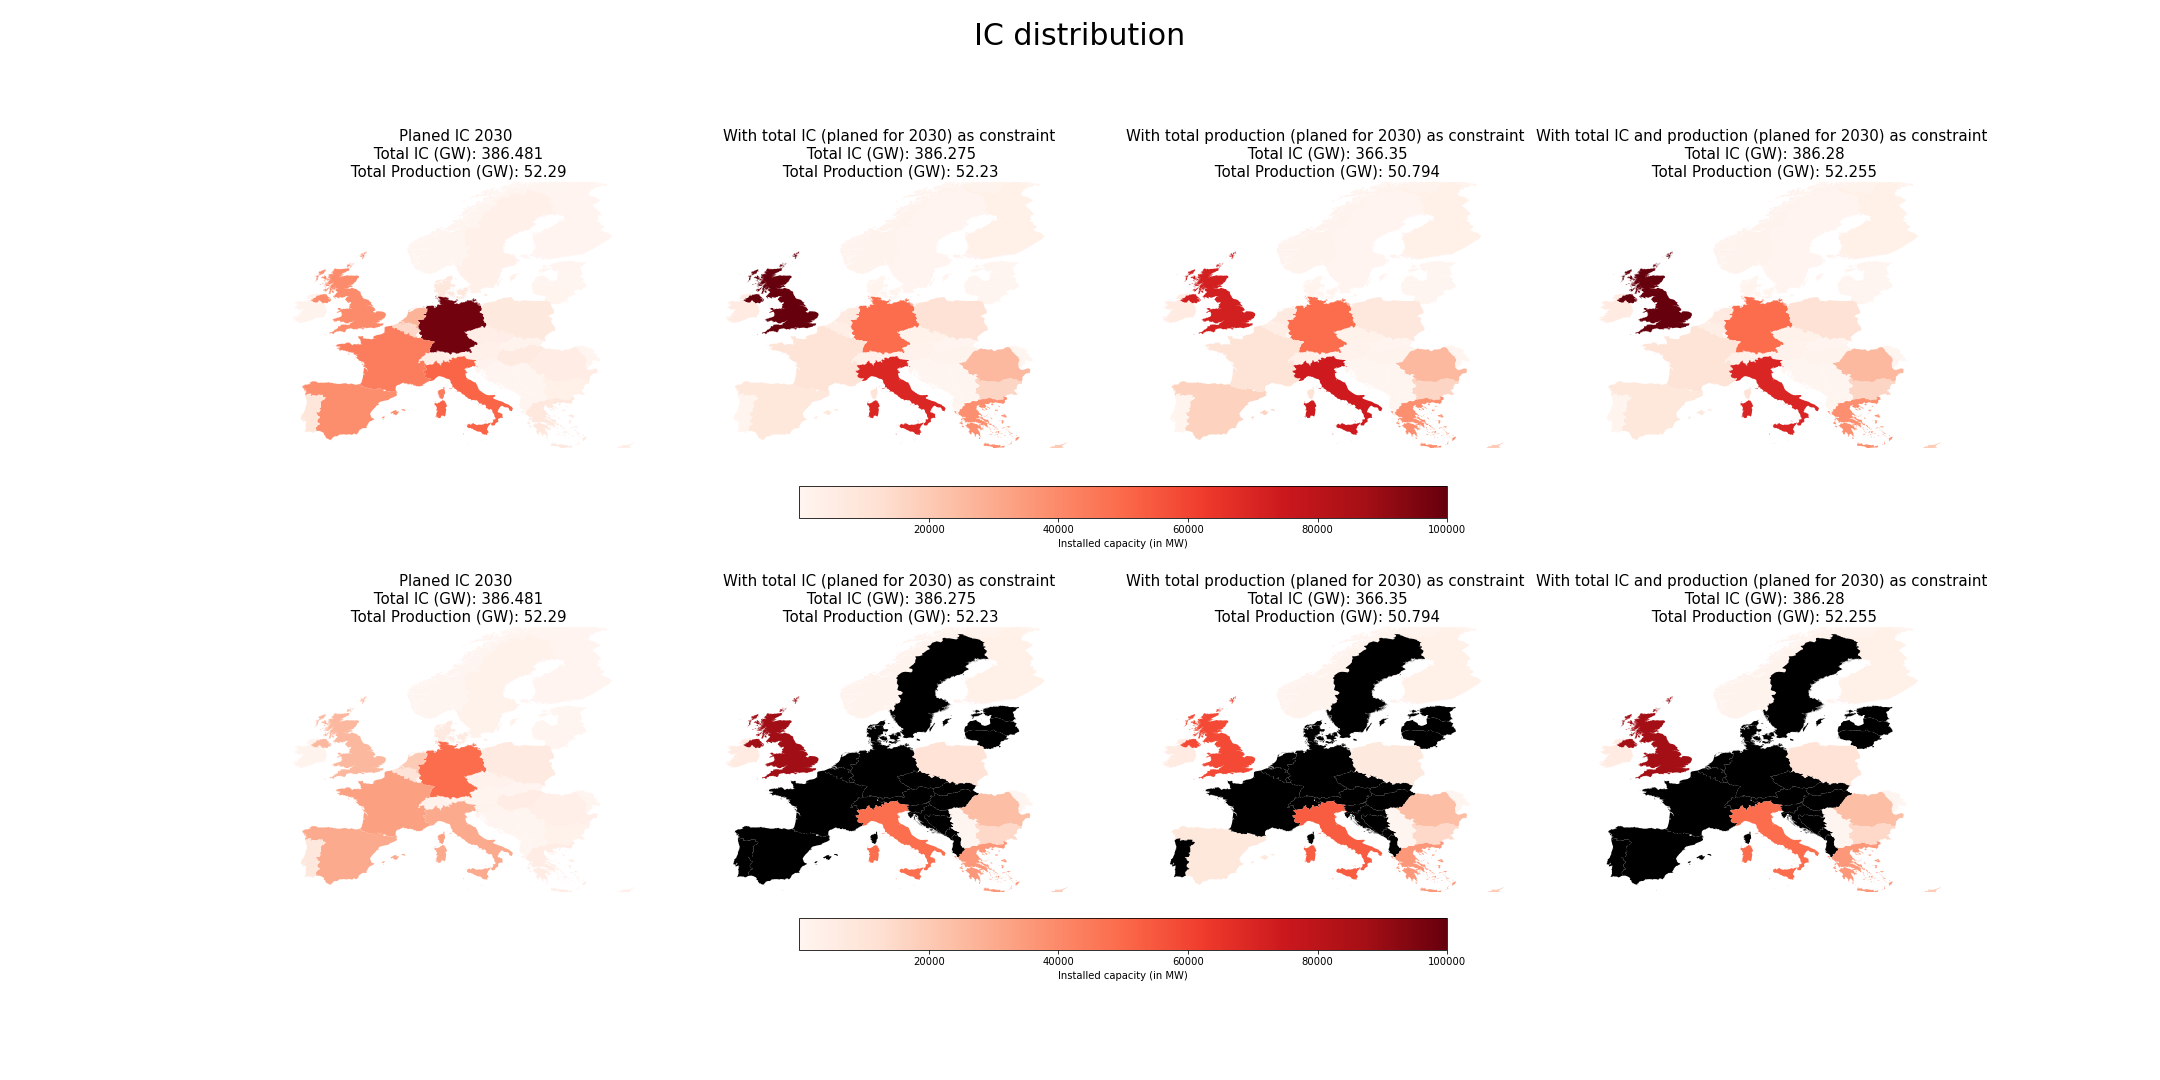 IC distribution
Planed IC 2030
Total IC (GW): 386.481
Total Production (GW): 52.29
With total IC (planed for 2030) as constraint
Total IC (GW): 386.275
Total Production (GW): 52.23
With total production (planed for 2030) as constraint
Total IC (GW): 366.35
Total Production (GW): 50.794
With total IC and production (planed for 2030) as constraint
Total IC (GW): 386.28
Total Production (GW): 52.255
20000 40000 60000 80000 100000
Installed capacity (in MW)
Planed IC 2030
Total IC (GW): 386.481
Total Production (GW): 52.29
With total IC (planed for 2030) as constraint
Total IC (GW): 386.275
Total Production (GW): 52.23
With total production (planed for 2030) as constraint
Total IC (GW): 366.35
Total Production (GW): 50.794
With total IC and production (planed for 2030) as constraint
Total IC (GW): 386.28
Total Production (GW): 52.255
20000 40000 60000 80000 100000
Installed capacity (in MW)